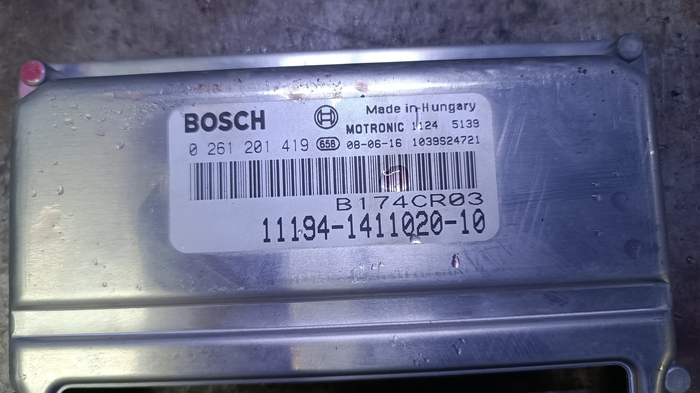 BOSCH Made in Hungary
MOTRONIC 1124 5139
0 261 201 419 658 08-06-16 1039S24721
B174CR03
11194-1411020-10